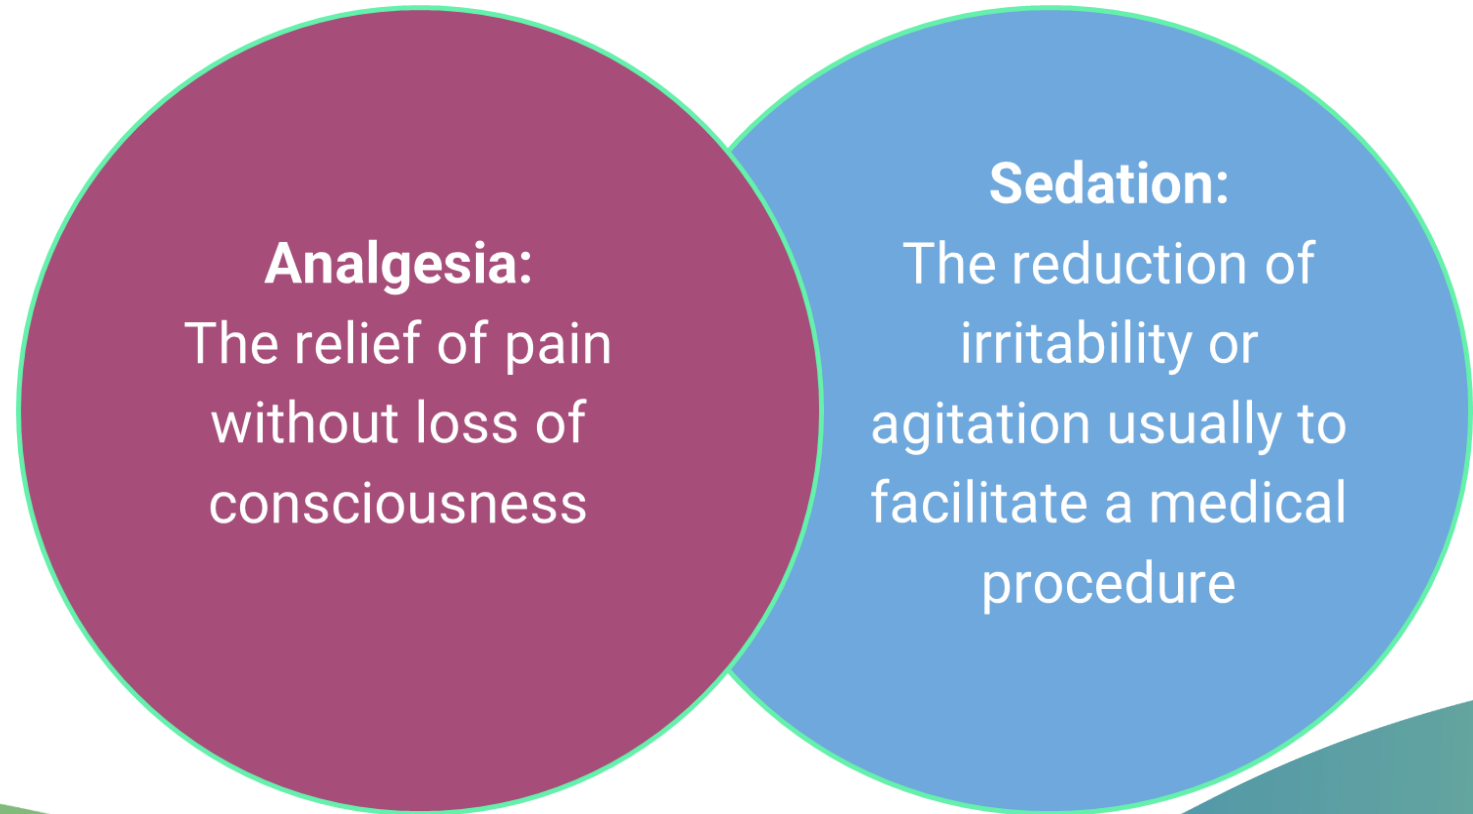 Analgesia:
The relief of pain
without loss of
consciousness
Sedation:
The reduction of
irritability or
agitation usually to
facilitate a medical
procedure